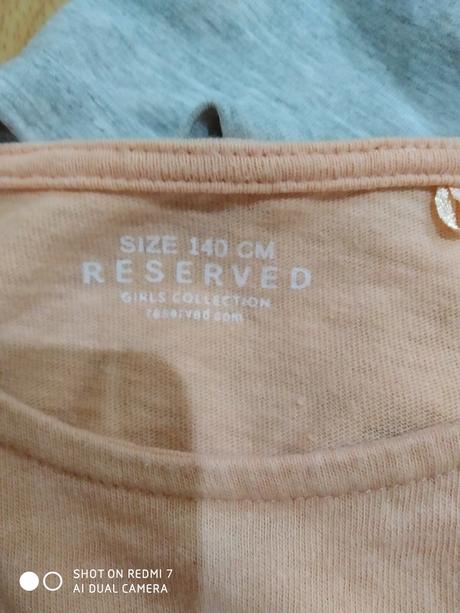 SIZE 140 CM
RESERVED
GIRLS COLLECTION
reserved.com
SHOT ON REDMI 7
AI DUAL CAMERA